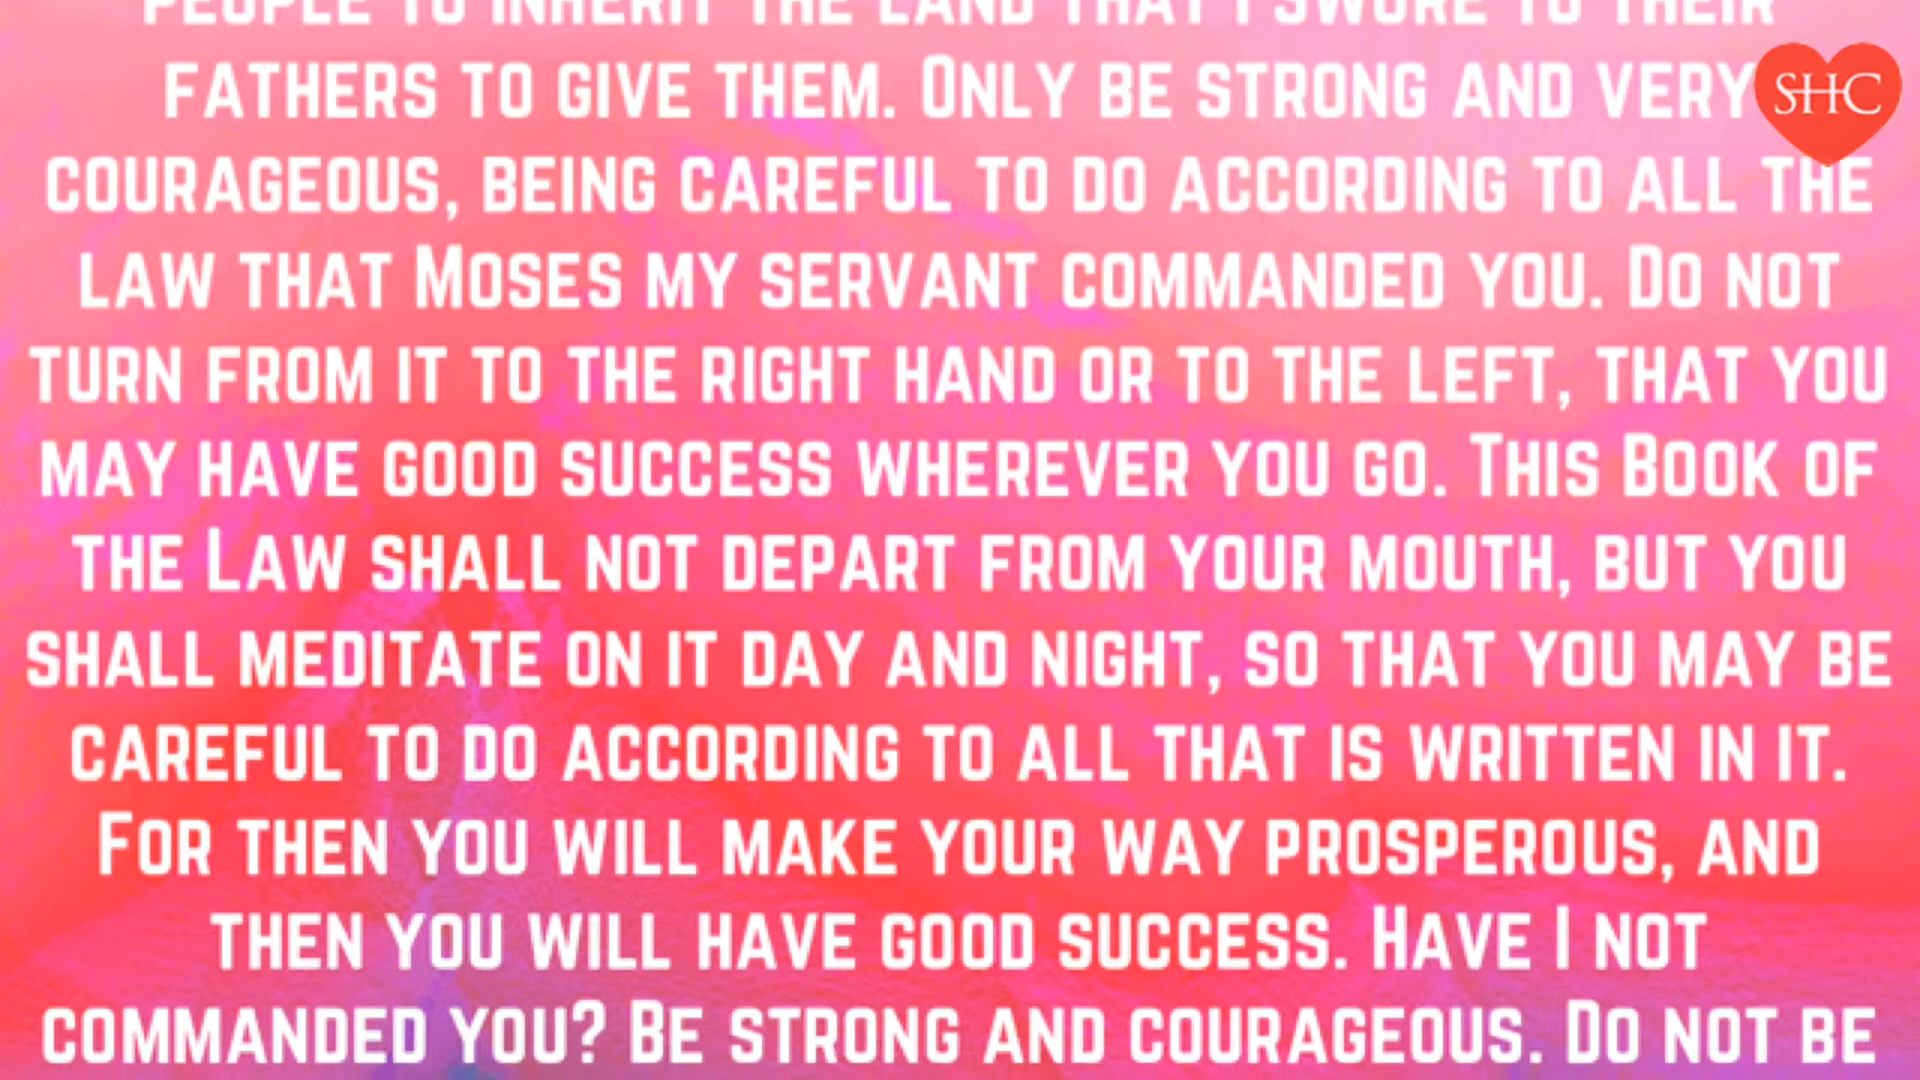 PEOPLE TO INHERIT THE LAND THAT I SWORE TO THEIR
FATHERS TO GIVE THEM. ONLY BE STRONG AND VERY
SHC
COURAGEOUS, BEING CAREFUL TO DO ACCORDING TO ALL THE
LAW THAT MOSES MY SERVANT COMMANDED YOU. DO NOT
TURN FROM IT TO THE RIGHT HAND OR TO THE LEFT, THAT YOU
MAY HAVE GOOD SUCCESS WHEREVER YOU GO. THIS BOOK OF
THE LAW SHALL NOT DEPART FROM YOUR MOUTH, BUT YOU
SHALL MEDITATE ON IT DAY AND NIGHT, SO THAT YOU MAY BE
CAREFUL TO DO ACCORDING TO ALL THAT IS WRITTEN IN IT.
FOR THEN YOU WILL MAKE YOUR WAY PROSPEROUS, AND
THEN YOU WILL HAVE GOOD SUCCESS. HAVE I NOT
COMMANDED YOU? BE STRONG AND COURAGEOUS. DO NOT BE